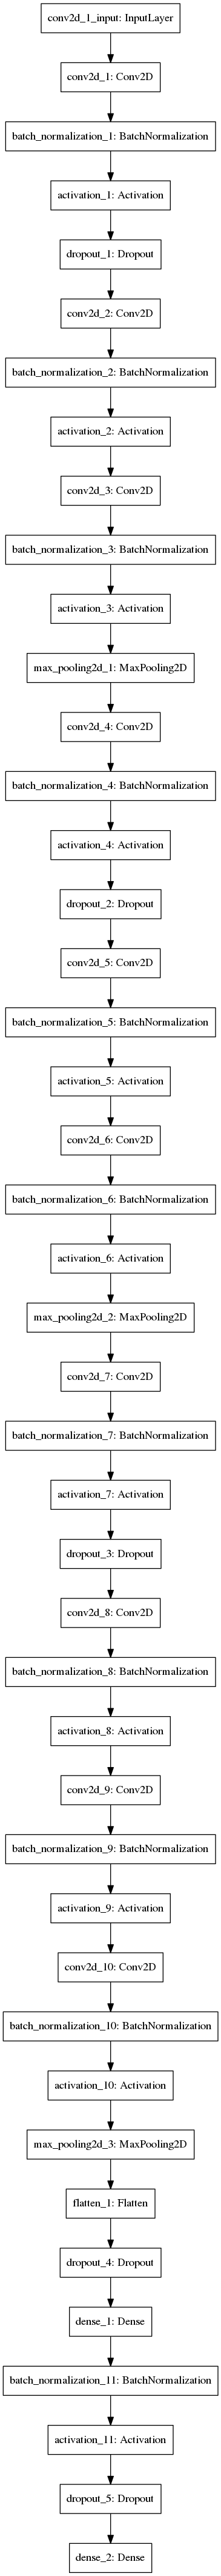 conv2d_1_input: InputLayer
conv2d_1: Conv2D
batch_normalization_1: BatchNormalization
activation_1: Activation
dropout_1: Dropout
conv2d_2: Conv2D
batch_normalization_2: BatchNormalization
activation_2: Activation
conv2d_3: Conv2D
batch_normalization_3: BatchNormalization
activation_3: Activation
max_pooling2d_1: MaxPooling2D
conv2d_4: Conv2D
batch_normalization_4: BatchNormalization
activation_4: Activation
dropout_2: Dropout
conv2d_5: Conv2D
batch_normalization_5: BatchNormalization
activation_5: Activation
conv2d_6: Conv2D
batch_normalization_6: BatchNormalization
activation_6: Activation
max_pooling2d_2: MaxPooling2D
conv2d_7: Conv2D
batch_normalization_7: BatchNormalization
activation_7: Activation
dropout_3: Dropout
conv2d_8: Conv2D
batch_normalization_8: BatchNormalization
activation_8: Activation
conv2d_9: Conv2D
batch_normalization_9: BatchNormalization
activation_9: Activation
conv2d_10: Conv2D
batch_normalization_10: BatchNormalization
activation_10: Activation
max_pooling2d_3: MaxPooling2D
flatten_1: Flatten
dropout_4: Dropout
dense_1: Dense
batch_normalization_11: BatchNormalization
activation_11: Activation
dropout_5: Dropout
dense_2: Dense